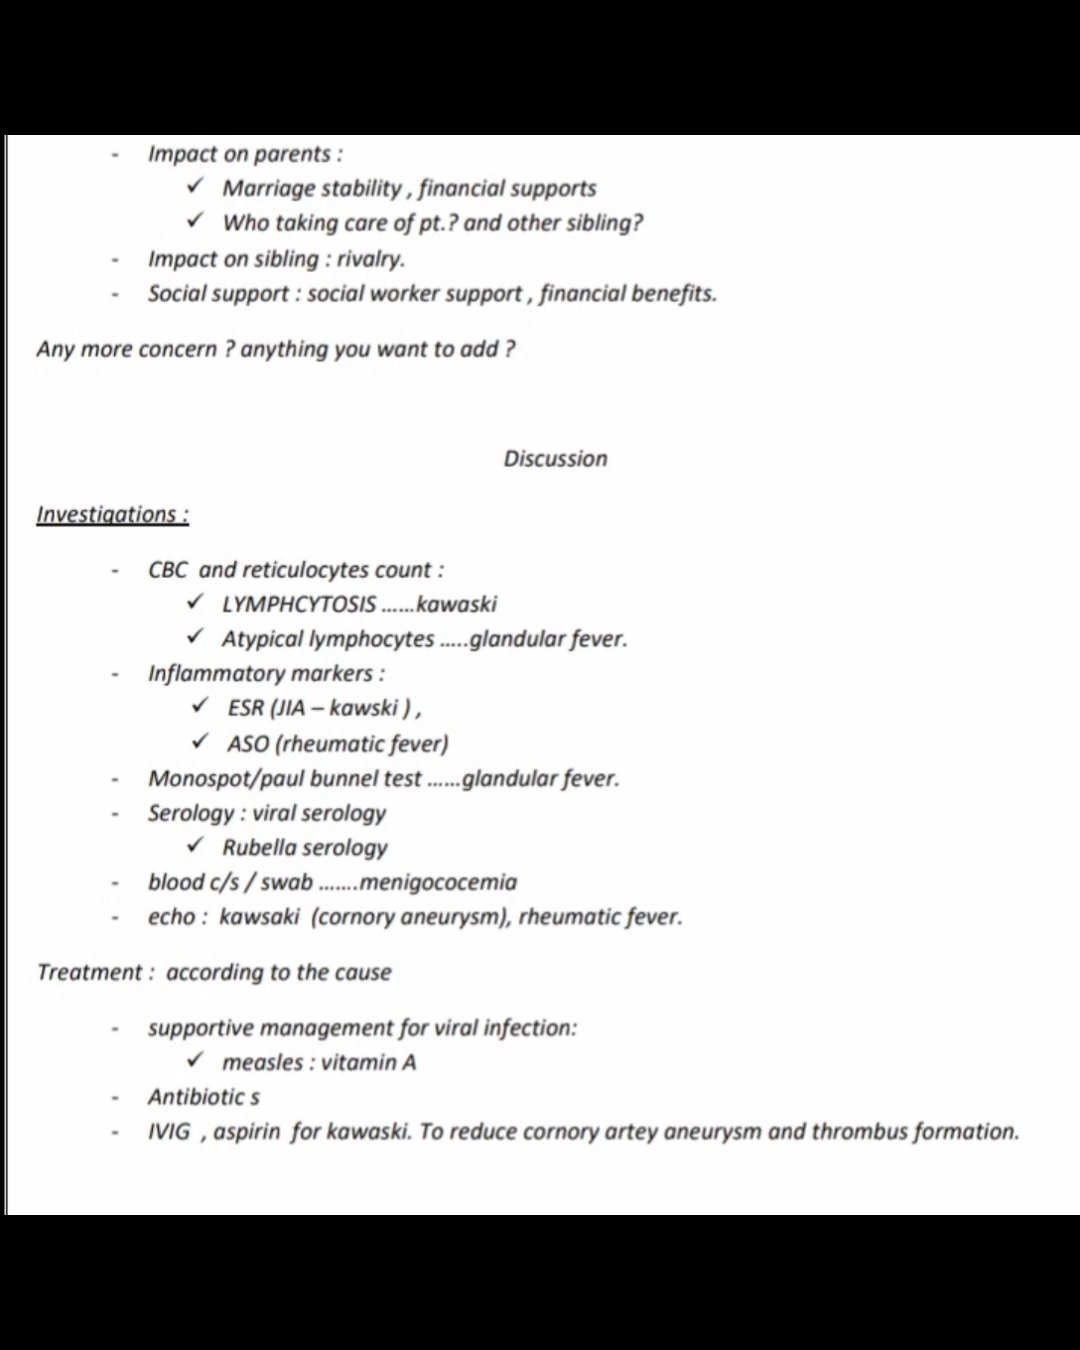 - Impact on parents :
✓ Marriage stability , financial supports
✓ Who taking care of pt.? and other sibling?
- Impact on sibling : rivalry.
- Social support : social worker support , financial benefits.
Any more concern ? anything you want to add ?
Discussion
Investigations :
- CBC and reticulocytes count :
✓ LYMPHCYTOSIS ......kawaski
✓ Atypical lymphocytes .....glandular fever.
- Inflammatory markers :
✓ ESR (JIA – kawski ) ,
✓ ASO (rheumatic fever)
- Monospot/paul bunnel test ......glandular fever.
- Serology : viral serology
✓ Rubella serology
- blood c/s / swab .......menigococemia
- echo : kawsaki (cornory aneurysm), rheumatic fever.
Treatment : according to the cause
- supportive management for viral infection:
✓ measles : vitamin A
- Antibiotic s
- IVIG , aspirin for kawaski. To reduce cornory artey aneurysm and thrombus formation.